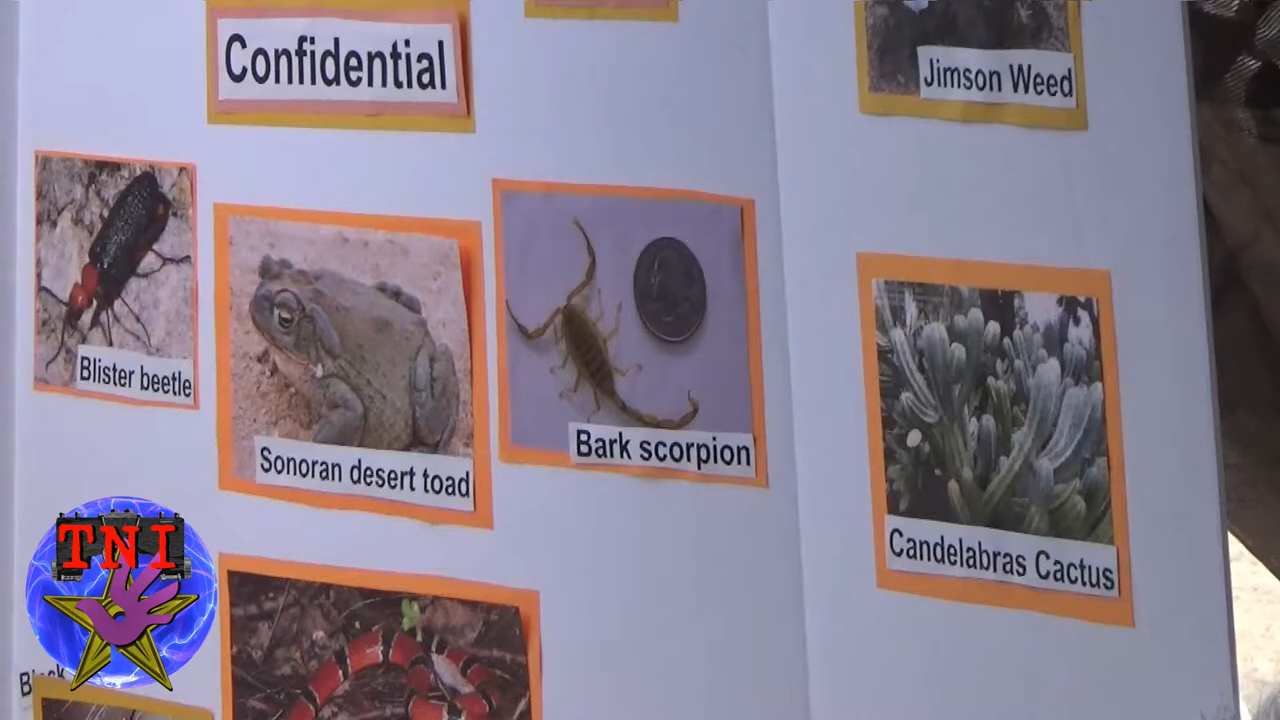 Confidential
Jimson Weed
Blister beetle
Sonoran desert toad
Bark scorpion
Candelabras Cactus
TNI